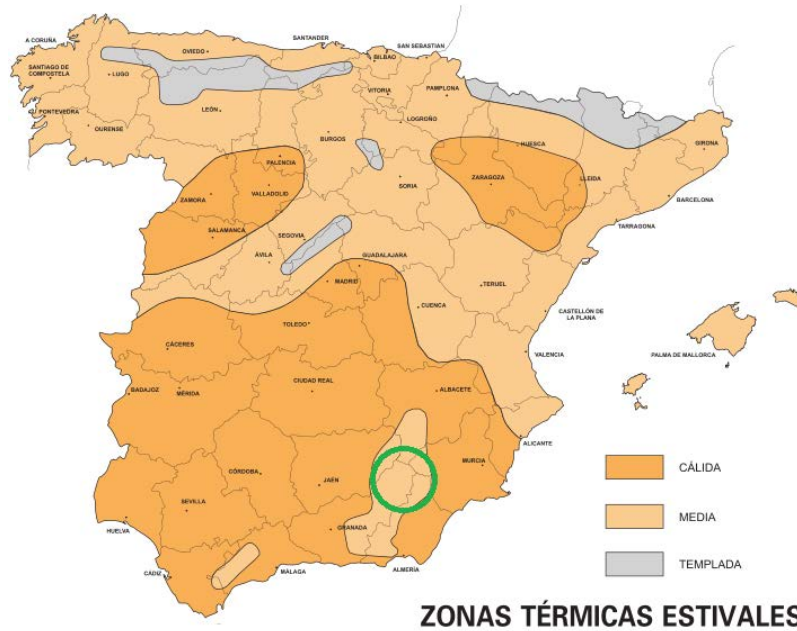 A CORUÑA
OVIEDO
SANTANDER
SAN SEBASTIAN
SANTIAGO DE
COMPOSTELA
LUGO
BILBAO
VITORIA
PAMPLONA
PONTEVEDRA
LEÓN
LOGROÑO
OURENSE
BURGOS
HUESCA
GIRONA
PALENCIA
ZAMORA
VALLADOLID
SORIA
ZARAGOZA
LLEIDA
BARCELONA
SALAMANCA
SEGOVIA
TARRAGONA
ÁVILA
GUADALAJARA
MADRID
TERUEL
CUENCA
CASTELLÓN DE
LA PLANA
TOLEDO
CÁCERES
VALENCIA
PALMA DE MALLORCA
BADAJOZ
MÉRIDA
CIUDAD REAL
ALBACETE
ALICANTE
CÓRDOBA
JAÉN
MURCIA
CÁLIDA
SEVILLA
HUELVA
GRANADA
MEDIA
CÁDIZ
MÁLAGA
ALMERÍA
TEMPLADA
ZONAS TÉRMICAS ESTIVALES